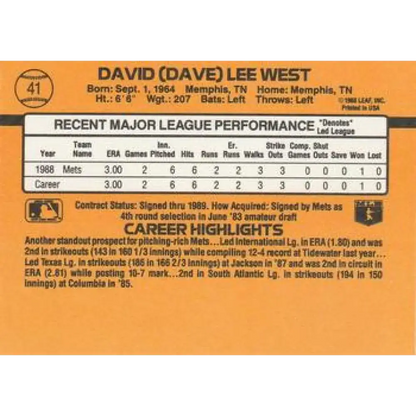 41
DAVID (DAVE) LEE WEST
Born: Sept. 1, 1964 Memphis, TN Home: Memphis, TN
Ht.: 6'6" Wgt.: 207 Bats: Left Throws: Left
© 1988 LEAF, INC.
Printed in USA
RECENT MAJOR LEAGUE PERFORMANCE "Denotes" Led League
Year Team Name ERA Games Inn. Pitched Hits Runs Er. Runs Walks Strike Outs Comp. Games Shut Outs Save Won Lost
1988 Mets 3.00 2 6 6 2 2 3 3 0 0 0 1 0
Career 3.00 2 6 6 2 2 3 3 0 0 0 1 0
Contract Status: Signed thru 1989. How Acquired: Signed by Mets as
4th round selection in June '83 amateur draft
CAREER HIGHLIGHTS
Another standout prospect for pitching-rich Mets...Led International Lg. in ERA (1.80) and was
2nd in strikeouts (143 in 160 1/3 innings) while compiling 12-4 record at Tidewater last year...
Led Texas Lg. in strikeouts (186 in 166 2/3 innings) at Jackson in '87 and was 2nd in circuit in
ERA (2.81) while posting 10-7 mark...2nd in South Atlantic Lg. in strikeouts (194 in 150
innings) at Columbia in '85.